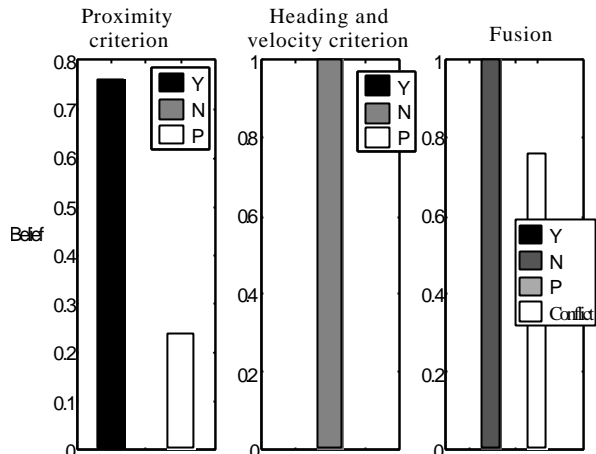 Proximity
criterion
Heading and
velocity criterion
Fusion
Belief
0.8
0.7
0.6
0.5
0.4
0.3
0.2
0.1
0
Y
N
P
1
0.8
0.6
0.4
0.2
0
Y
N
P
1
0.8
0.6
0.4
0.2
0
Y
N
P
Conflict